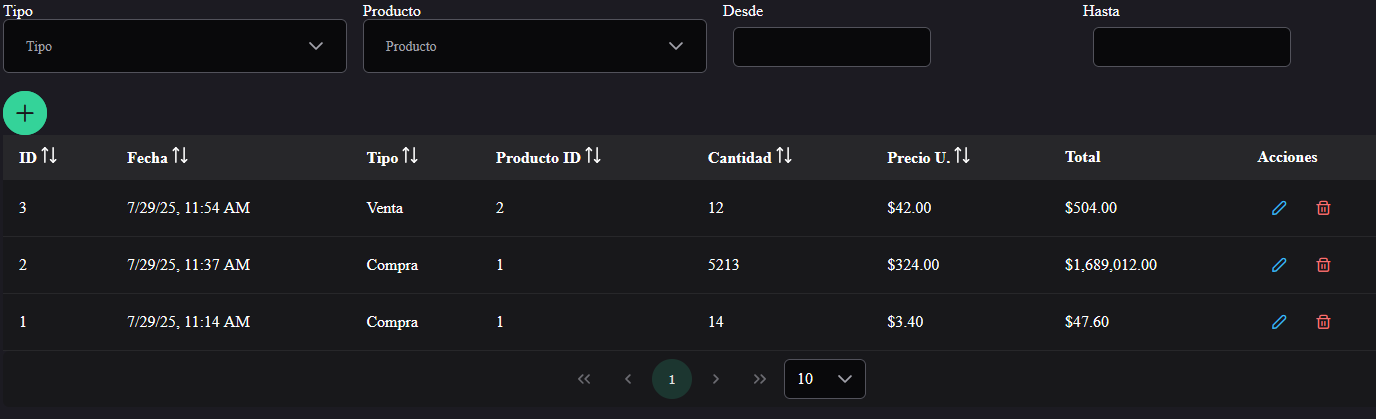 Tipo Producto Desde Hasta
Tipo Producto
ID Fecha Tipo Producto ID Cantidad Precio U. Total Acciones
3 7/29/25, 11:54 AM Venta 2 12 $42.00 $504.00
2 7/29/25, 11:37 AM Compra 1 5213 $324.00 $1,689,012.00
1 7/29/25, 11:14 AM Compra 1 14 $3.40 $47.60
1 10